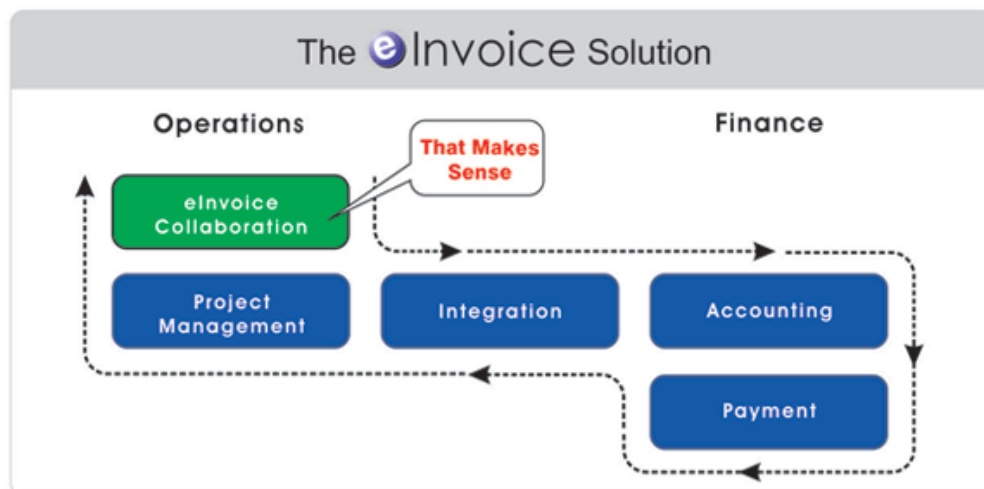 The eInvoice Solution
Operations
Finance
That Makes
Sense
eInvoice
Collaboration
Project
Management
Integration
Accounting
Payment